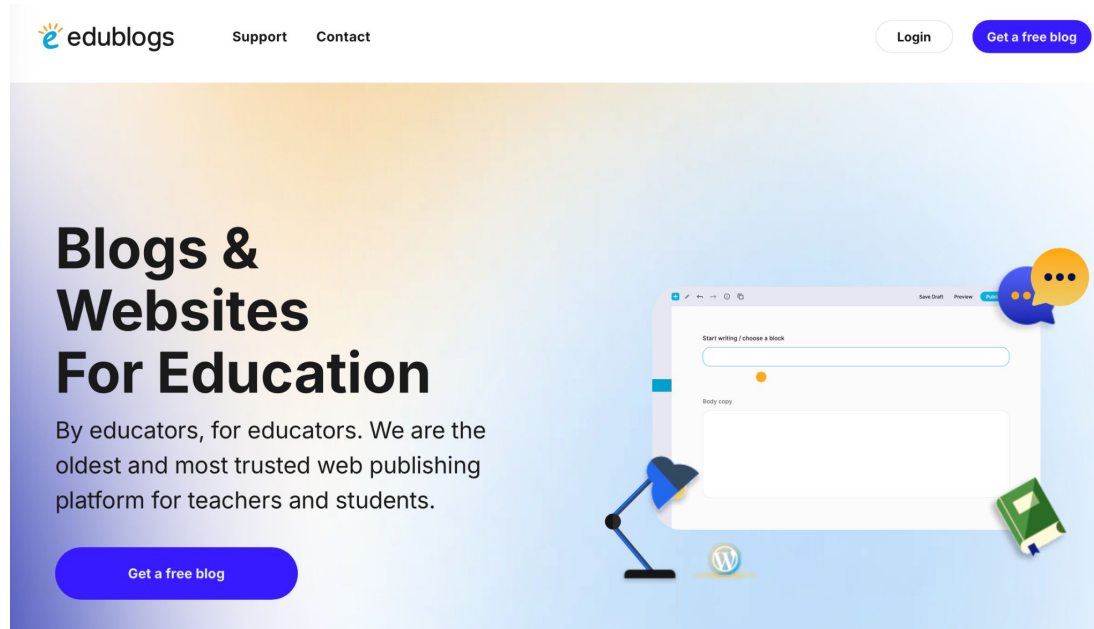 edublogs
Support
Contact
Login
Get a free blog
Blogs &
Websites
For Education
By educators, for educators. We are the
oldest and most trusted web publishing
platform for teachers and students.
Get a free blog
Save Draft
Preview
Start writing / choose a block
Body copy